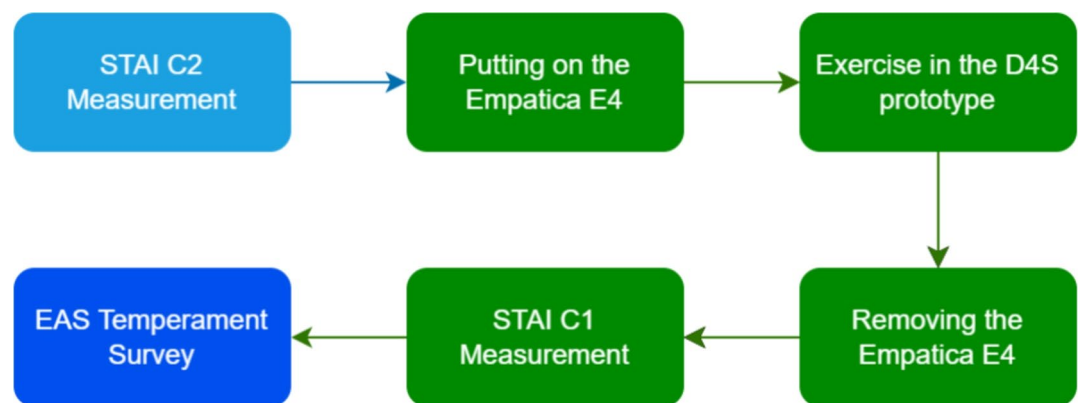 STAI C2
Measurement
Putting on the
Empatica E4
Exercise in the D4S
prototype
Removing the
Empatica E4
STAI C1
Measurement
EAS Temperament
Survey